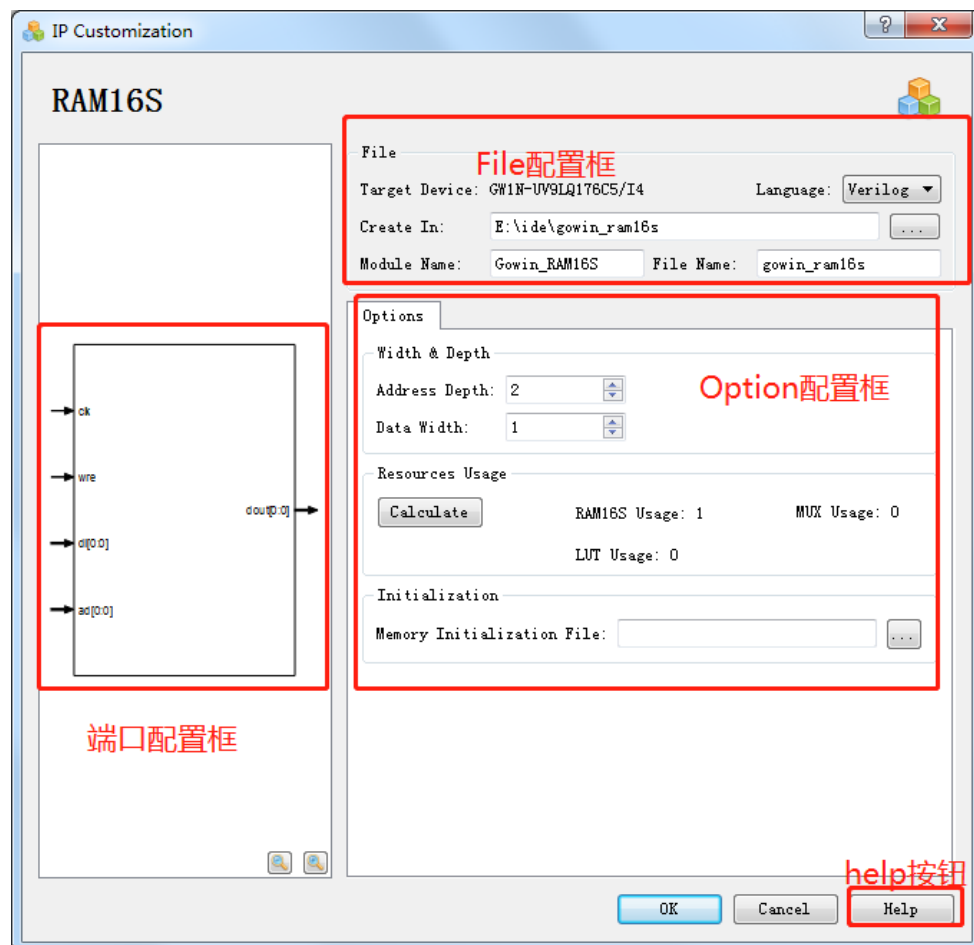 IP Customization
RAM16S
File
File配置框
Target Device: GW1N-UV9LQ176C5/I4 Language: Verilog
Create In: E:\ide\gowin_ram16s ...
Module Name: Gowin_RAM16S File Name: gowin_ram16s
Options
Width & Depth
Address Depth: 2
Option配置框
Data Width: 1
Resources Usage
Calculate RAM16S Usage: 1 MUX Usage: 0
LUT Usage: 0
Initialization
Memory Initialization File: ...
clk
wre
dout[0:0]
di[0:0]
ad[0:0]
端口配置框
help按钮
OK Cancel Help